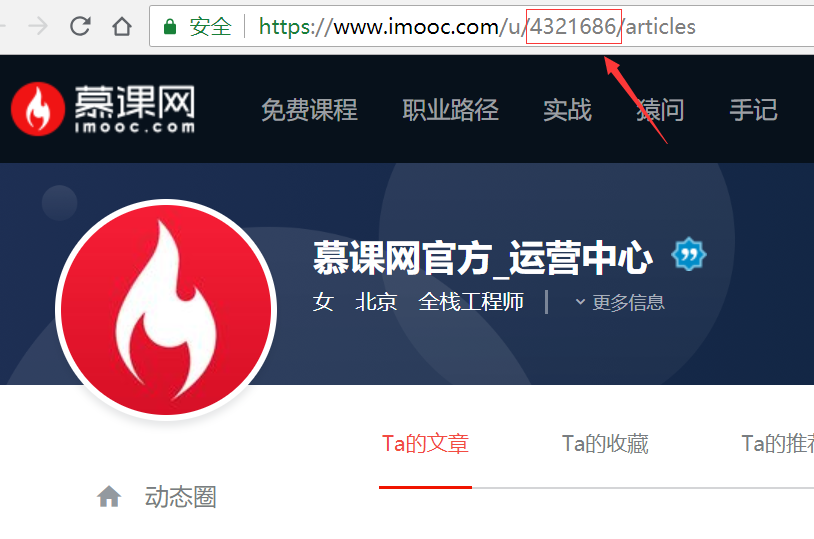 安全 https://www.imooc.com/u/4321686/articles
慕课网 imooc.com 免费课程 职业路径 实战 猿问 手记
慕课网官方_运营中心
女 北京 全栈工程师 更多信息
Ta的文章 Ta的收藏 Ta的推荐
动态圈